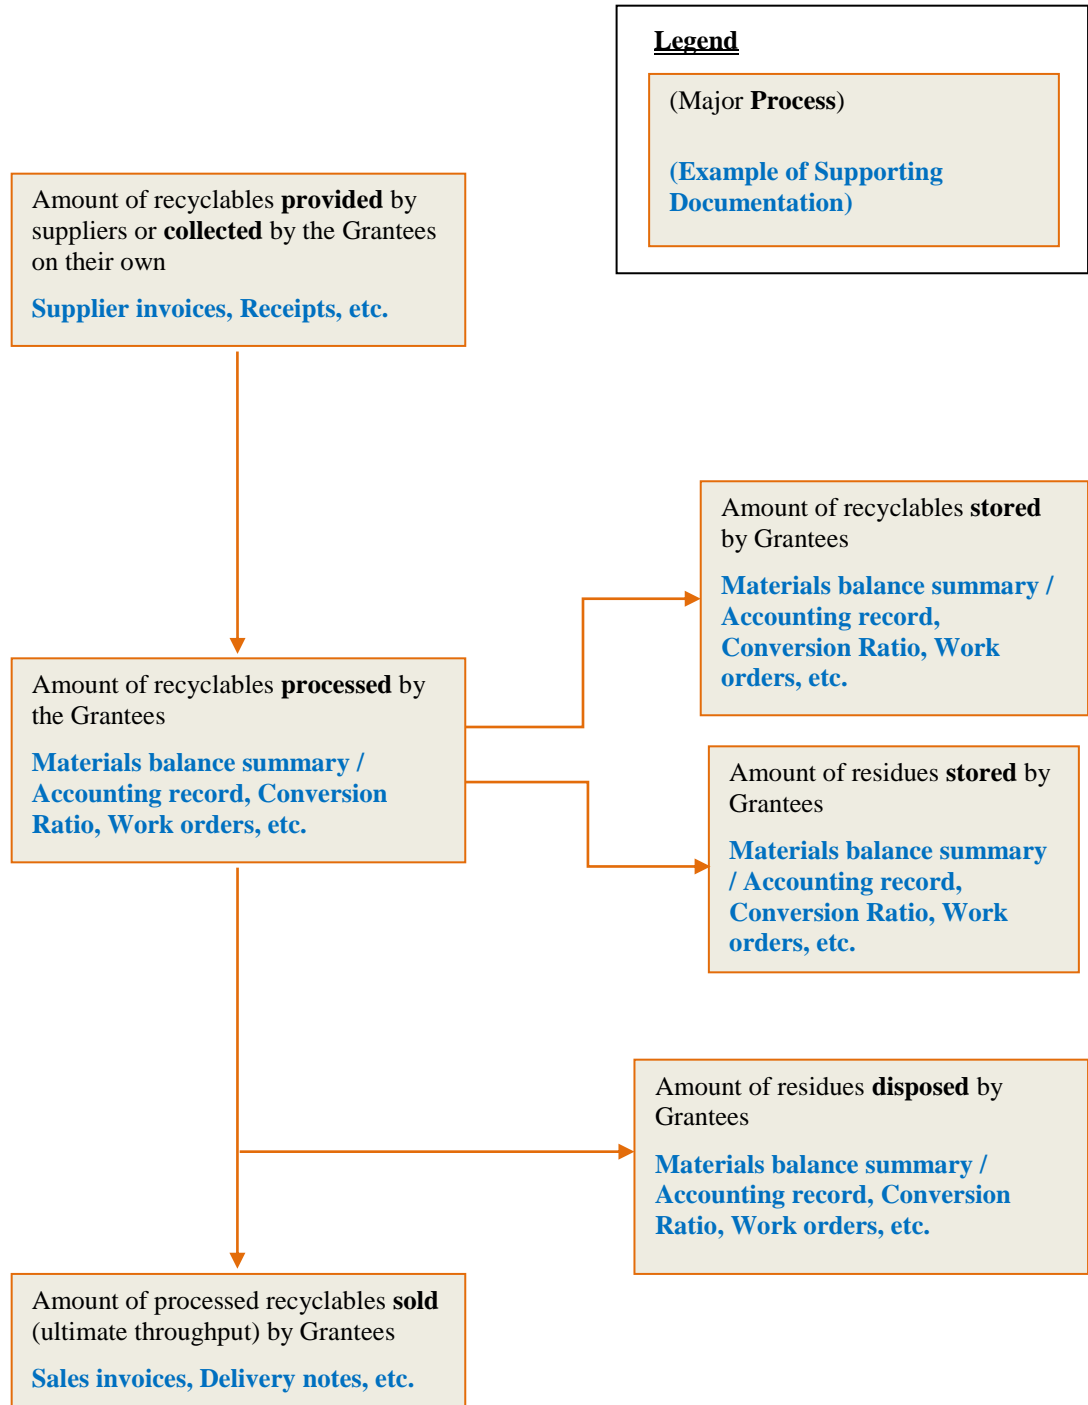 Legend
(Major Process)
(Example of Supporting
Documentation)
Amount of recyclables provided by
suppliers or collected by the Grantees
on their own
Supplier invoices, Receipts, etc.
Amount of recyclables stored
by Grantees
Materials balance summary /
Accounting record,
Conversion Ratio, Work
orders, etc.
Amount of recyclables processed by
the Grantees
Materials balance summary /
Accounting record, Conversion
Ratio, Work orders, etc.
Amount of residues stored by
Grantees
Materials balance summary
/ Accounting record,
Conversion Ratio, Work
orders, etc.
Amount of residues disposed by
Grantees
Materials balance summary /
Accounting record, Conversion
Ratio, Work orders, etc.
Amount of processed recyclables sold
(ultimate throughput) by Grantees
Sales invoices, Delivery notes, etc.